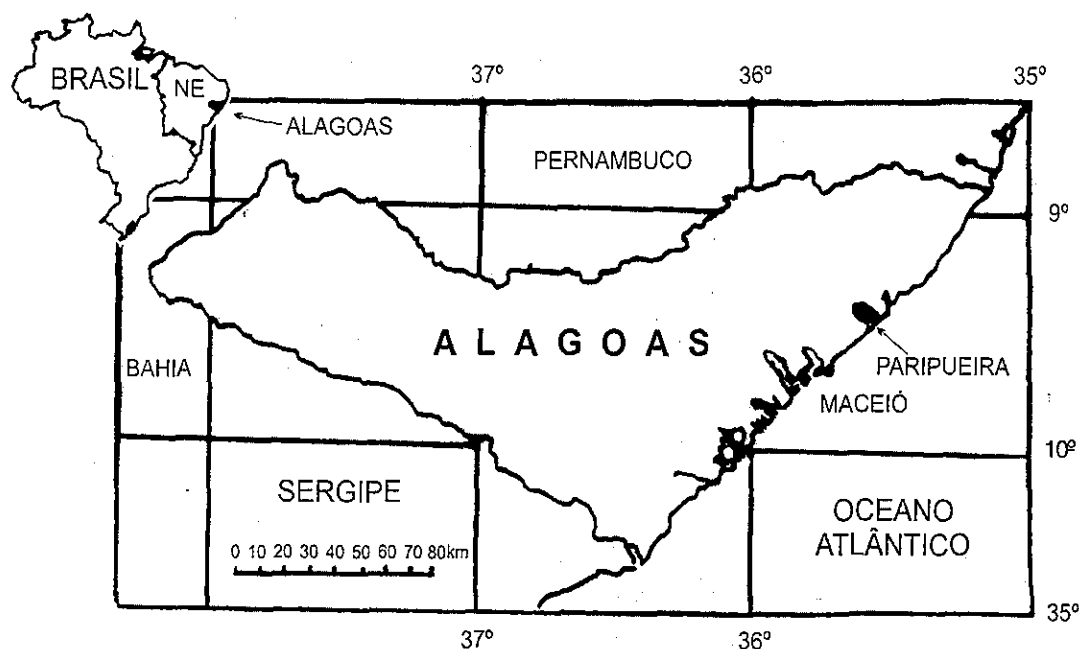 37º
36º
35º
BRASIL
NE
ALAGOAS
PERNAMBUCO
9º
ALAGOAS
BAHIA
PARIPUEIRA
MACEIÓ
10º
SERGIPE
OCEANO
ATLÂNTICO
0 10 20 30 40 50 60 70 80km
35º
37º
36º